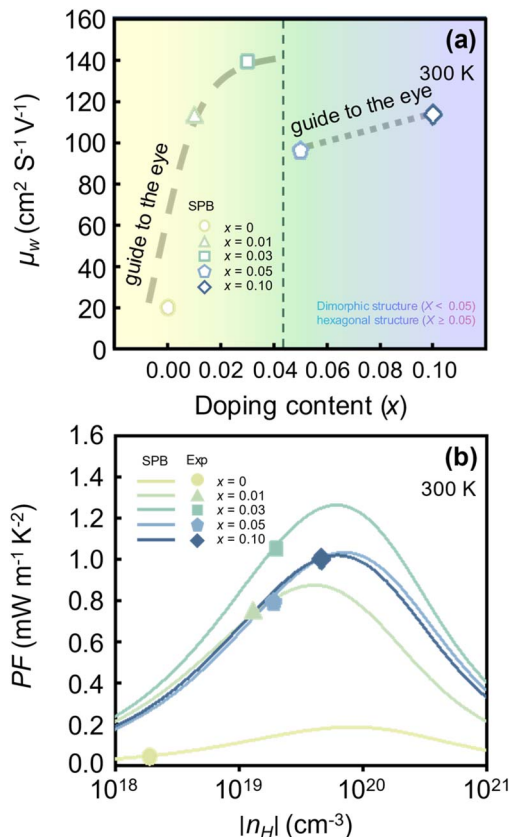 160
140
120
100
80
60
40
20
0
μw (cm² S⁻¹ V⁻¹)
(a)
300 K
guide to the eye
guide to the eye
SPB
x = 0
x = 0.01
x = 0.03
x = 0.05
x = 0.10
Dimorphic structure (X < 0.05)
hexagonal structure (X ≥ 0.05)
0.00 0.02 0.04 0.06 0.08 0.10
Doping content (x)
1.6
1.4
1.2
1.0
0.8
0.6
0.4
0.2
0.0
PF (mW m⁻¹ K⁻²)
(b)
300 K
SPB Exp
x = 0
x = 0.01
x = 0.03
x = 0.05
x = 0.10
10¹⁸ 10¹⁹ 10²⁰ 10²¹
|nH| (cm⁻³)